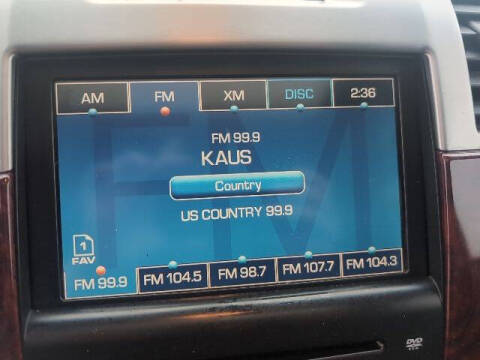 AM FM XM DISC 2:36
FM
FM 99.9
KAUS
Country
US COUNTRY 99.9
1
FAV
FM 99.9 FM 104.5 FM 98.7 FM 107.7 FM 104.3
DVD